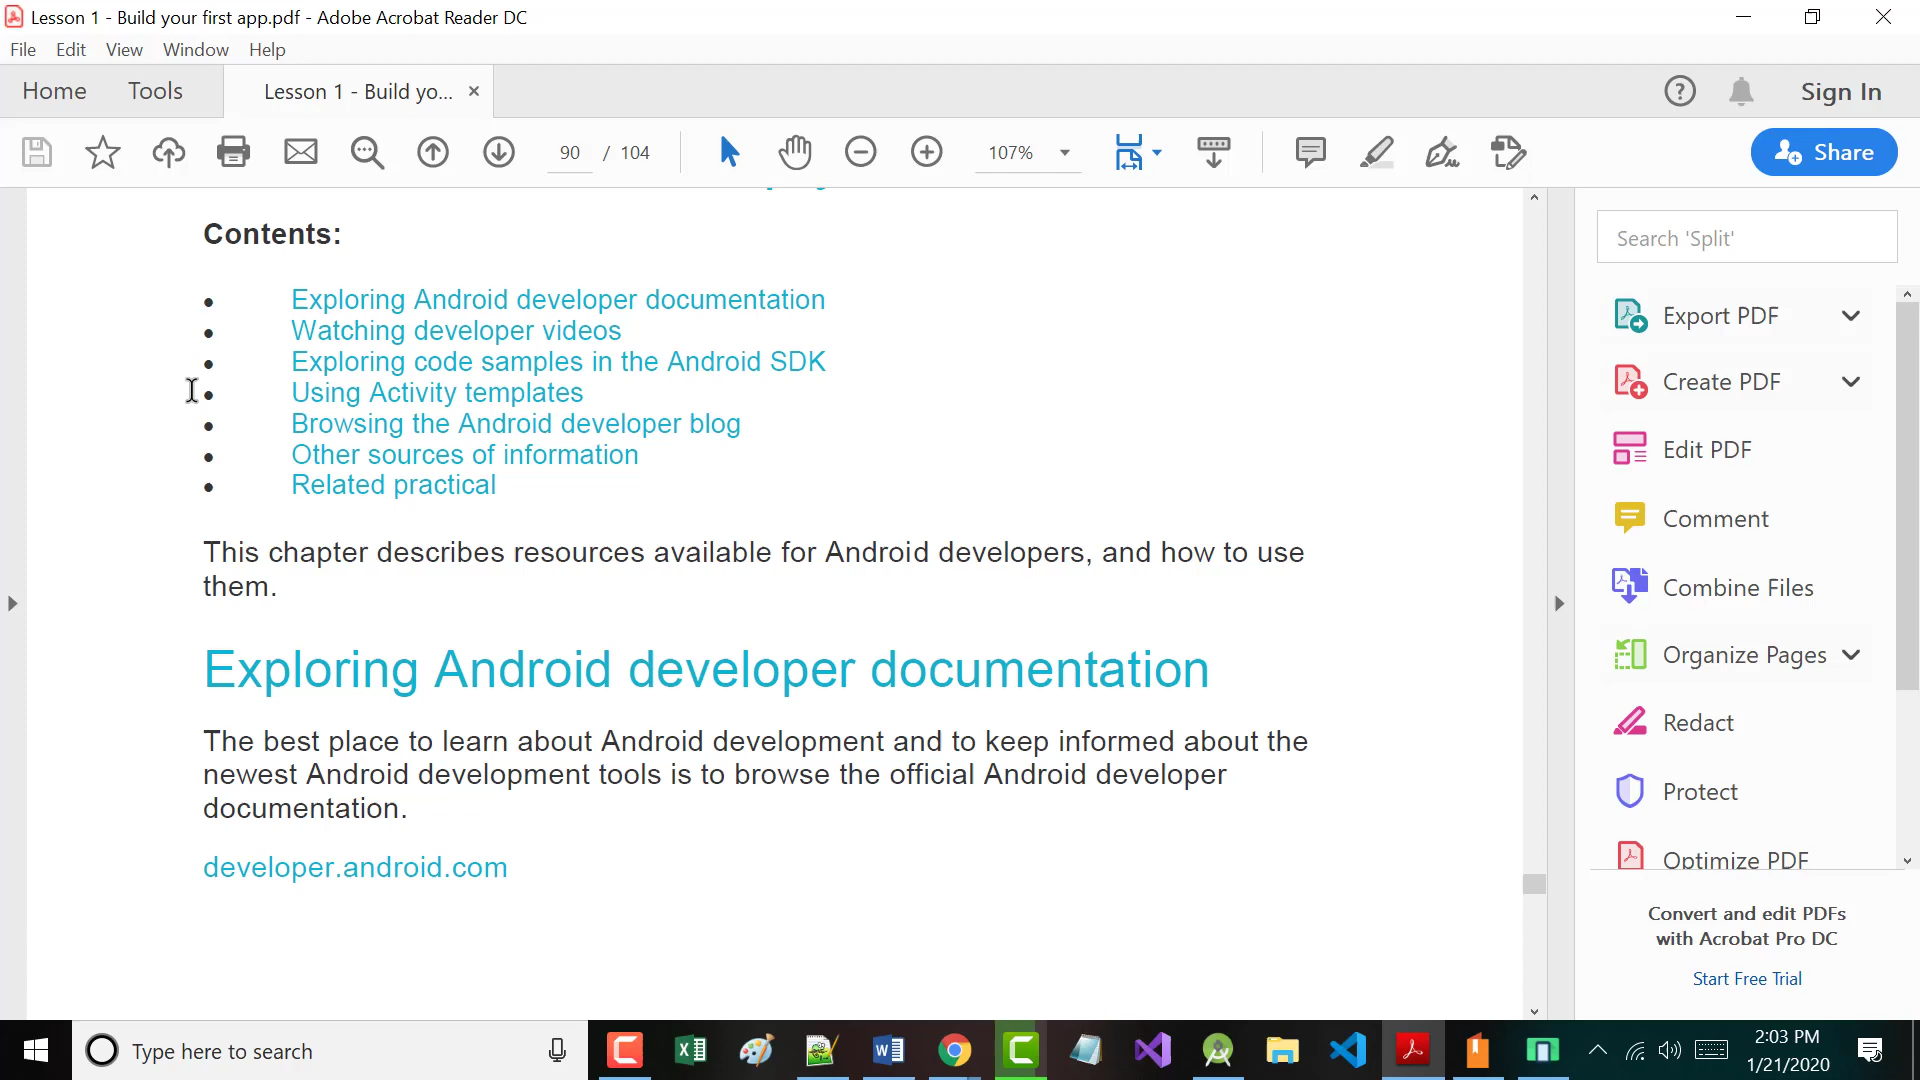 Lesson 1 - Build your first app.pdf - Adobe Acrobat Reader DC
File Edit View Window Help
Home Tools Lesson 1 - Build yo... Sign In
90 / 104 107% Share
Contents:
• Exploring Android developer documentation
• Watching developer videos
• Exploring code samples in the Android SDK
• Using Activity templates
• Browsing the Android developer blog
• Other sources of information
• Related practical
This chapter describes resources available for Android developers, and how to use
them.
Exploring Android developer documentation
The best place to learn about Android development and to keep informed about the
newest Android development tools is to browse the official Android developer
documentation.
developer.android.com
Search 'Split'
Export PDF
Create PDF
Edit PDF
Comment
Combine Files
Organize Pages
Redact
Protect
Optimize PDF
Convert and edit PDFs
with Acrobat Pro DC
Start Free Trial
Type here to search
2:03 PM
1/21/2020